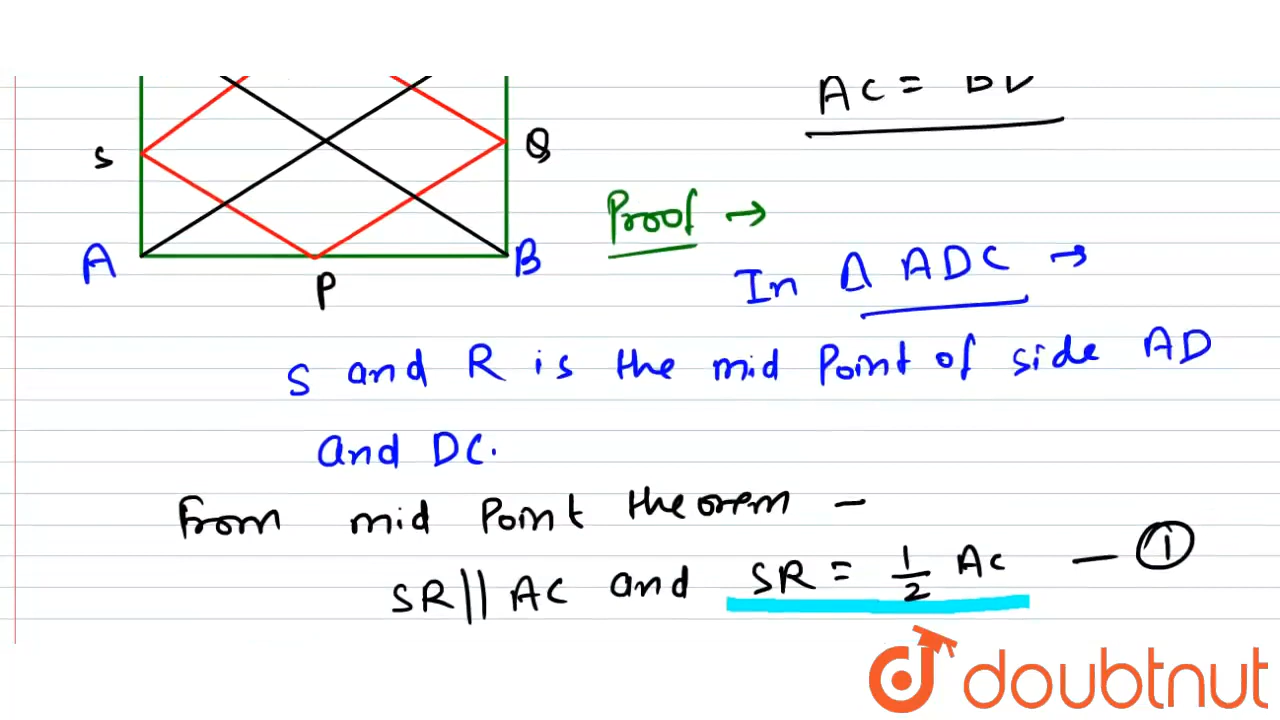 AC = BD
S
Q
Proof →
A
B
P
In Δ ADC →
S and R is the mid Point of side AD
and DC.
From mid Point theorem –
SR || AC and SR = 1/2 AC – ①
doubtnut